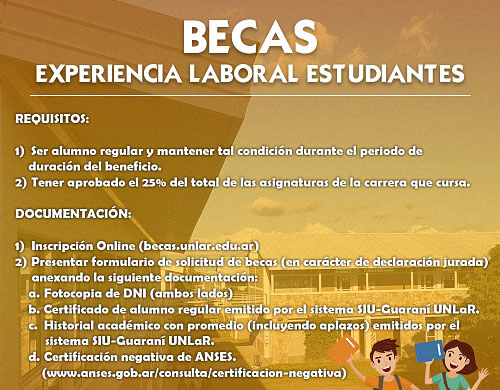 BECAS
EXPERIENCIA LABORAL ESTUDIANTES
REQUISITOS:
1) Ser alumno regular y mantener tal condición durante el periodo de
duración del beneficio.
2) Tener aprobado el 25% del total de las asignaturas de la carrera que cursa.
DOCUMENTACIÓN:
1) Inscripción Online (becas.unlar.edu.ar)
2) Presentar formulario de solicitud de becas (en carácter de declaración jurada)
anexando la siguiente documentación:
a. Fotocopia de DNI (ambos lados)
b. Certificado de alumno regular emitido por el sistema SIU-Guaraní UNLaR.
c. Historial académico con promedio (incluyendo aplazos) emitidos por el
sistema SIU-Guaraní UNLaR.
d. Certificación negativa de ANSES.
(www.anses.gob.ar/consulta/certificacion-negativa)